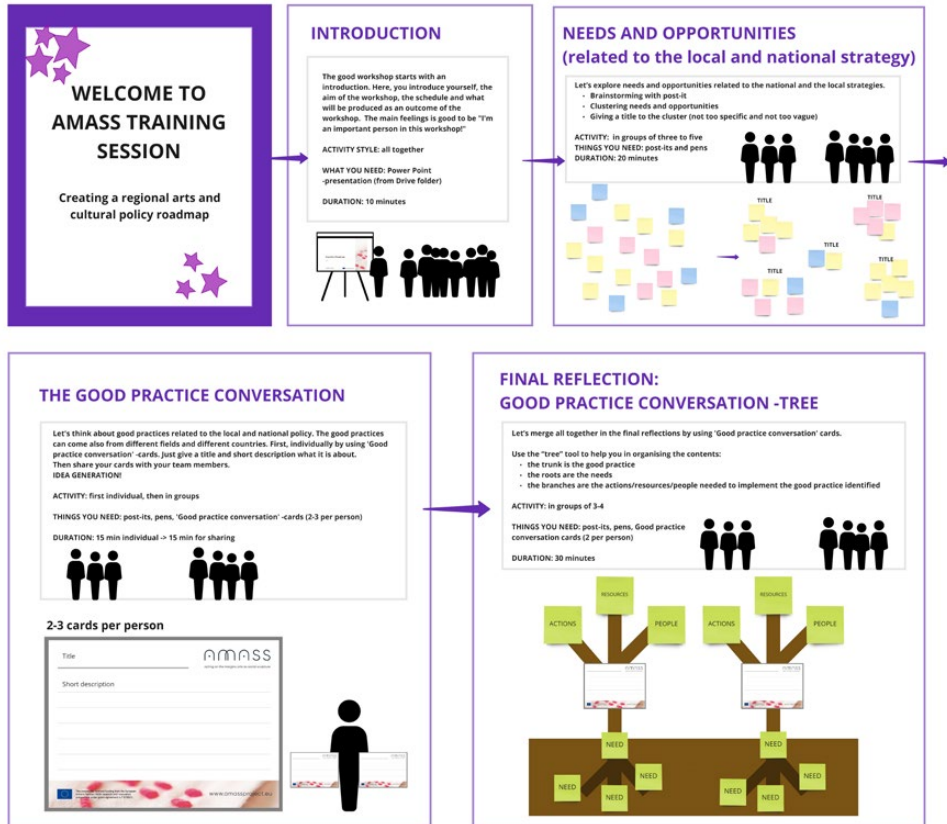 WELCOME TO
AMASS TRAINING
SESSION
Creating a regional arts and
cultural policy roadmap
INTRODUCTION
The good workshop starts with an
introduction. Here, you introduce yourself, the
aim of the workshop, the schedule and what
will be produced as an outcome of the
workshop. The main feelings is good to be "I'm
an important person in this workshop!"
ACTIVITY STYLE: all together
WHAT YOU NEED: Power Point
-presentation (from Drive folder)
DURATION: 10 minutes
NEEDS AND OPPORTUNITIES
(related to the local and national strategy)
Let's explore needs and opportunities related to the national and the local strategies.
- Brainstorming with post-it
- Clustering needs and opportunities
- Giving a title to the cluster (not too specific and not too vague)
ACTIVITY: in groups of three to five
THINGS YOU NEED: post-its and pens
DURATION: 20 minutes
TITLE
TITLE
TITLE
TITLE
TITLE
THE GOOD PRACTICE CONVERSATION
Let's think about good practices related to the local and national policy. The good practices
can come also from different fields and different countries. First, individually by using 'Good
practice conversation' -cards. Just give a title and short description what it is about.
Then share your cards with your team members.
IDEA GENERATION!
ACTIVITY: first individual, then in groups
THINGS YOU NEED: post-its, pens, 'Good practice conversation' -cards (2-3 per person)
DURATION: 15 min individual -> 15 min for sharing
2-3 cards per person
Title
AMASS
Short description
www.amassproject.eu
FINAL REFLECTION:
GOOD PRACTICE CONVERSATION -TREE
Let's merge all together in the final reflections by using 'Good practice conversation' cards.
Use the "tree" tool to help you in organising the contents:
• the trunk is the good practice
• the roots are the needs
• the branches are the actions/resources/people needed to implement the good practice identified
ACTIVITY: in groups of 3-4
THINGS YOU NEED: post-its, pens, Good practice
conversation cards (2 per person)
DURATION: 30 minutes
RESOURCES
RESOURCES
ACTIONS
PEOPLE
ACTIONS
PEOPLE
AMASS
AMASS
NEED
NEED
NEED
NEED
NEED
NEED
NEED
NEED